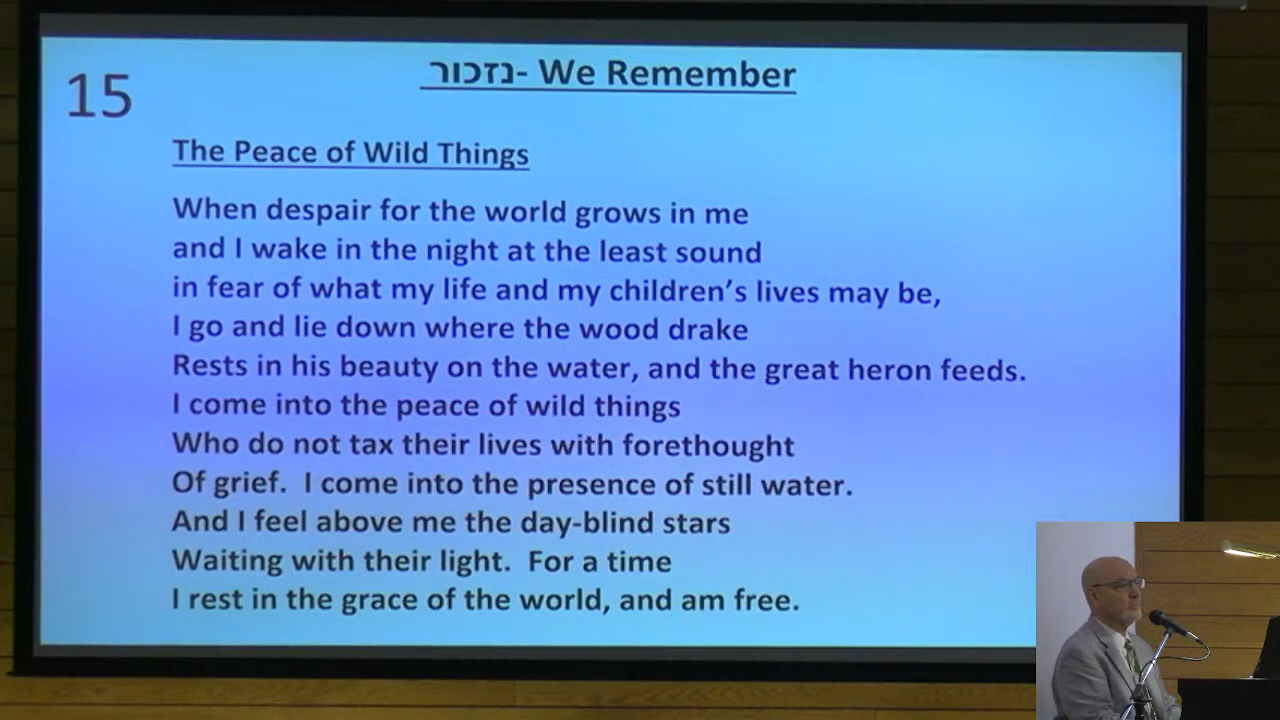 15
נזכור- We Remember
The Peace of Wild Things
When despair for the world grows in me
and I wake in the night at the least sound
in fear of what my life and my children’s lives may be,
I go and lie down where the wood drake
Rests in his beauty on the water, and the great heron feeds.
I come into the peace of wild things
Who do not tax their lives with forethought
Of grief.  I come into the presence of still water.
And I feel above me the day-blind stars
Waiting with their light.  For a time
I rest in the grace of the world, and am free.